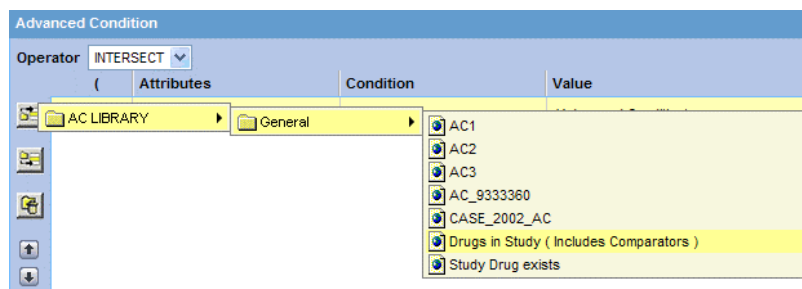 Advanced Condition
Operator INTERSECT
( Attributes Condition Value
AC LIBRARY
General
AC1
AC2
AC3
AC_9333360
CASE_2002_AC
Drugs in Study ( Includes Comparators )
Study Drug exists